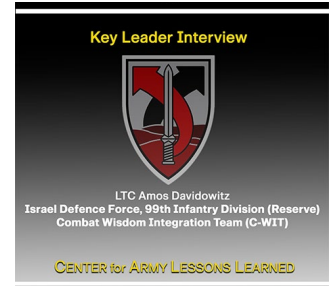 Key Leader Interview
LTC Amos Davidowitz
Israel Defence Force, 99th Infantry Division (Reserve)
Combat Wisdom Integration Team (C-WIT)
CENTER for ARMY LESSONS LEARNED